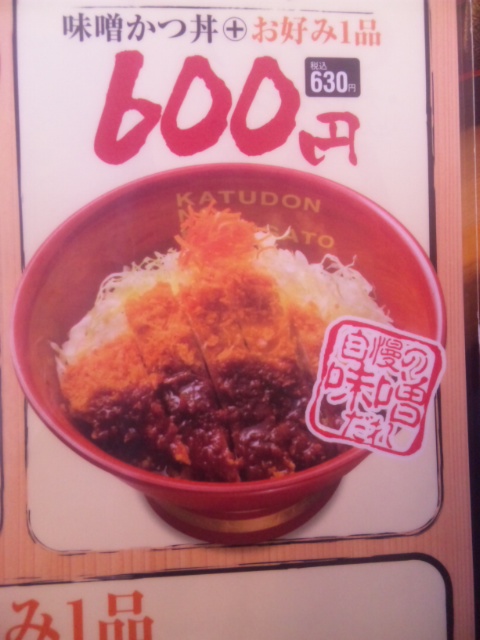 味噌かつ丼+お好み1品
600円
税込
630円
KATUDON
ATO
自慢の
味噌
だれ
み1品